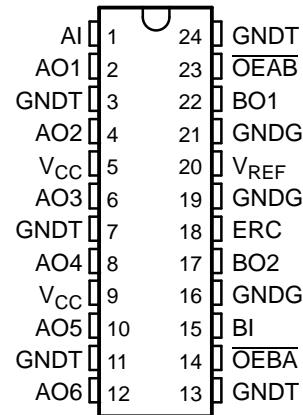 AI 1 24 GNDT
AO1 2 23 O̅E̅A̅B̅
GNDT 3 22 BO1
AO2 4 21 GNDG
VCC 5 20 VREF
AO3 6 19 GNDG
GNDT 7 18 ERC
AO4 8 17 BO2
VCC 9 16 GNDG
AO5 10 15 BI
GNDT 11 14 O̅E̅B̅A̅
AO6 12 13 GNDT